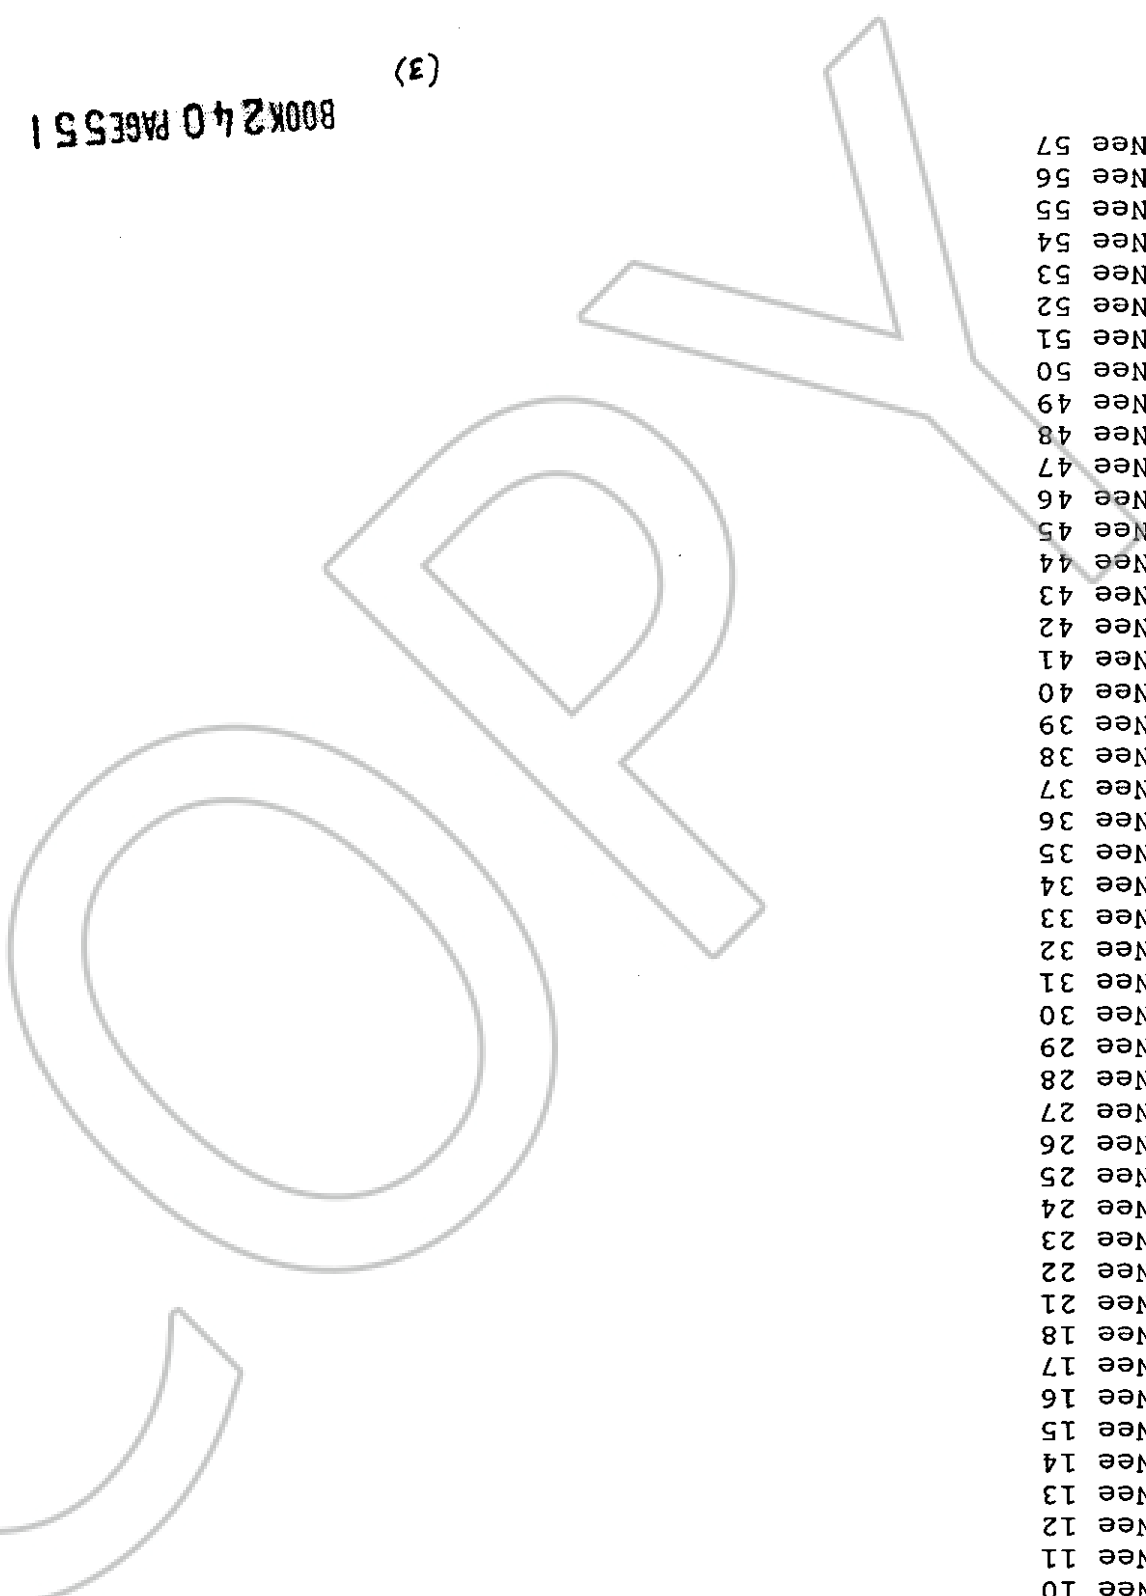 Nee 10
Nee 11
Nee 12
Nee 13
Nee 14
Nee 15
Nee 16
Nee 17
Nee 18
Nee 21
Nee 22
Nee 23
Nee 24
Nee 25
Nee 26
Nee 27
Nee 28
Nee 29
Nee 30
Nee 31
Nee 32
Nee 33
Nee 34
Nee 35
Nee 36
Nee 37
Nee 38
Nee 39
Nee 40
Nee 41
Nee 42
Nee 43
Nee 44
Nee 45
Nee 46
Nee 47
Nee 48
Nee 49
Nee 50
Nee 51
Nee 52
Nee 53
Nee 54
Nee 55
Nee 56
Nee 57
BOOK240 PAGE551
(3)
COPY